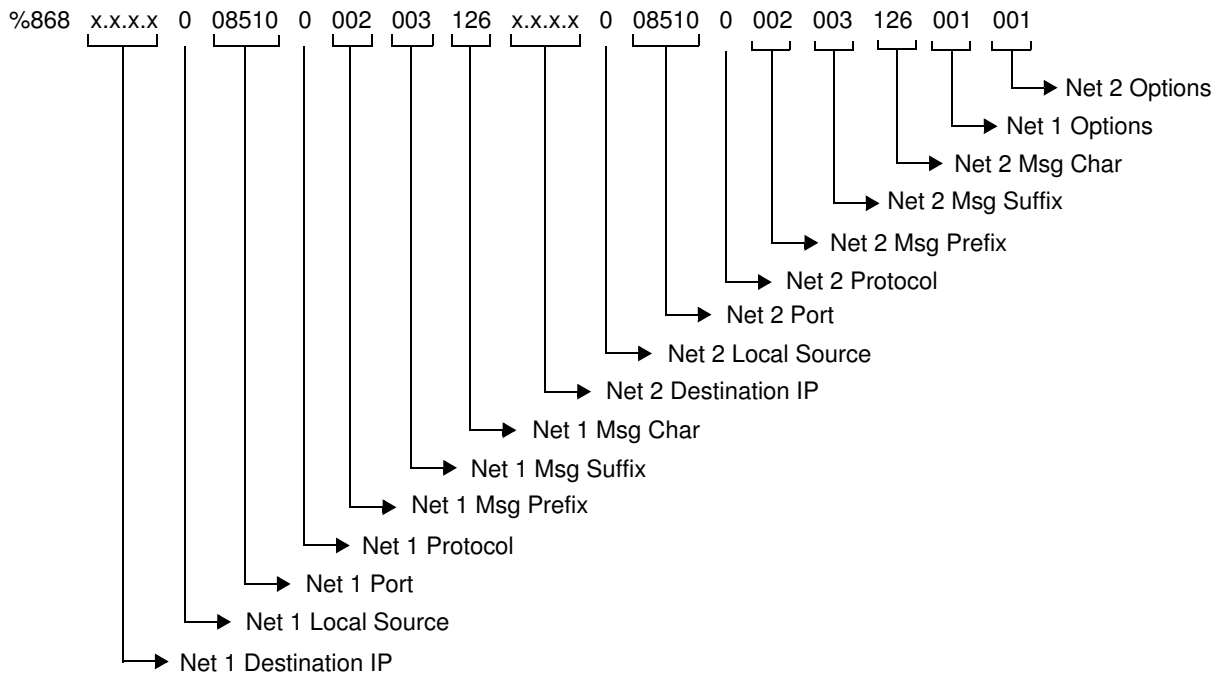 %868 x.x.x.x 0 08510 0 002 003 126 x.x.x.x 0 08510 0 002 003 126 001 001
Net 2 Options
Net 1 Options
Net 2 Msg Char
Net 2 Msg Suffix
Net 2 Msg Prefix
Net 2 Protocol
Net 2 Port
Net 2 Local Source
Net 2 Destination IP
Net 1 Msg Char
Net 1 Msg Suffix
Net 1 Msg Prefix
Net 1 Protocol
Net 1 Port
Net 1 Local Source
Net 1 Destination IP